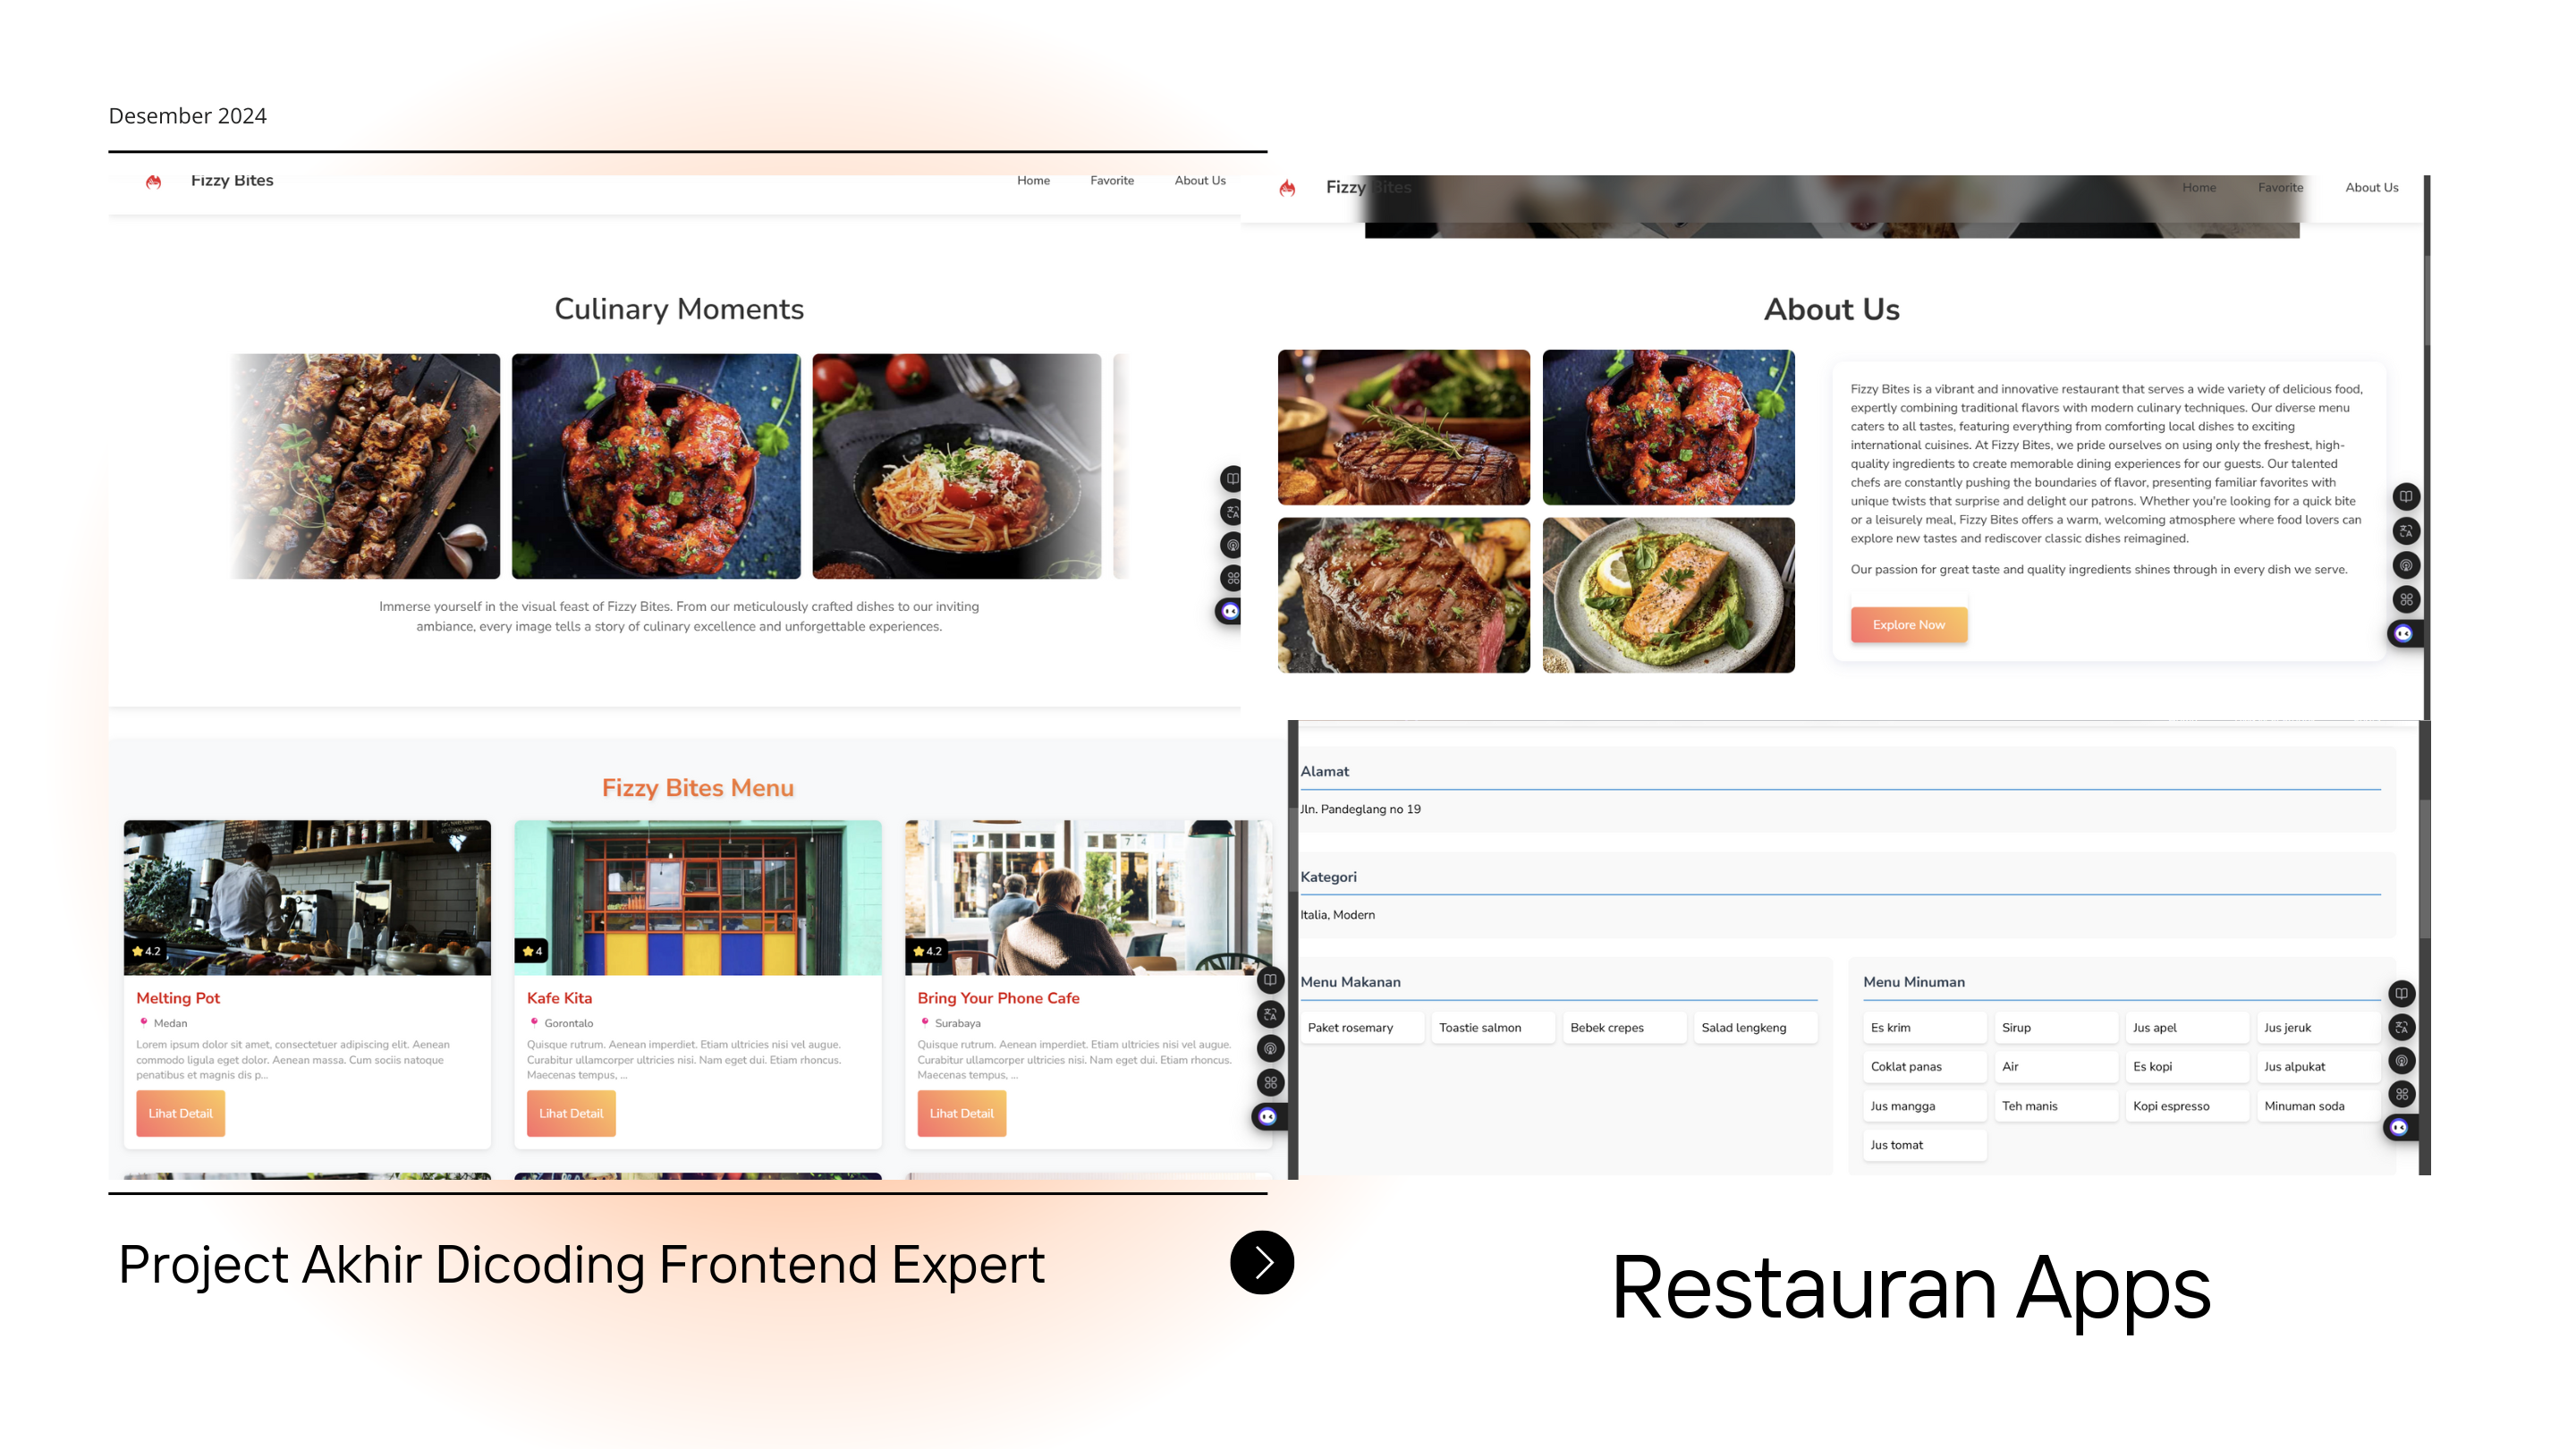 Desember 2024
Fizzy Bites
Home
Favorite
About Us
Culinary Moments
Immerse yourself in the visual feast of Fizzy Bites. From our meticulously crafted dishes to our inviting
ambiance, every image tells a story of culinary excellence and unforgettable experiences.
Fizzy Bites
Home
Favorite
About Us
About Us
Fizzy Bites is a vibrant and innovative restaurant that serves a wide variety of delicious food,
expertly combining traditional flavors with modern culinary techniques. Our diverse menu
caters to all tastes, featuring everything from comforting local dishes to exciting
international cuisines. At Fizzy Bites, we pride ourselves on using only the freshest, high-
quality ingredients to create memorable dining experiences for our guests. Our talented
chefs are constantly pushing the boundaries of flavor, presenting familiar favorites with
unique twists that surprise and delight our patrons. Whether you're looking for a quick bite
or a leisurely meal, Fizzy Bites offers a warm, welcoming atmosphere where food lovers can
explore new tastes and rediscover classic dishes reimagined.
Our passion for great taste and quality ingredients shines through in every dish we serve.
Explore Now
Fizzy Bites Menu
4.2
Melting Pot
Medan
Lorem ipsum dolor sit amet, consectetuer adipiscing elit. Aenean
commodo ligula eget dolor. Aenean massa. Cum sociis natoque
penatibus et magnis dis p...
Lihat Detail
4
Kafe Kita
Gorontalo
Quisque rutrum. Aenean imperdiet. Etiam ultricies nisi vel augue.
Curabitur ullamcorper ultricies nisi. Nam eget dui. Etiam rhoncus.
Maecenas tempus, ...
Lihat Detail
7 4
4.2
Bring Your Phone Cafe
Surabaya
Quisque rutrum. Aenean imperdiet. Etiam ultricies nisi vel augue.
Curabitur ullamcorper ultricies nisi. Nam eget dui. Etiam rhoncus.
Maecenas tempus, ...
Lihat Detail
Alamat
Jln. Pandeglang no 19
Kategori
Italia, Modern
Menu Makanan
Paket rosemary
Toastie salmon
Bebek crepes
Salad lengkeng
Menu Minuman
Es krim
Sirup
Jus apel
Jus jeruk
Coklat panas
Air
Es kopi
Jus alpukat
Jus mangga
Teh manis
Kopi espresso
Minuman soda
Jus tomat
Project Akhir Dicoding Frontend Expert
Restauran Apps